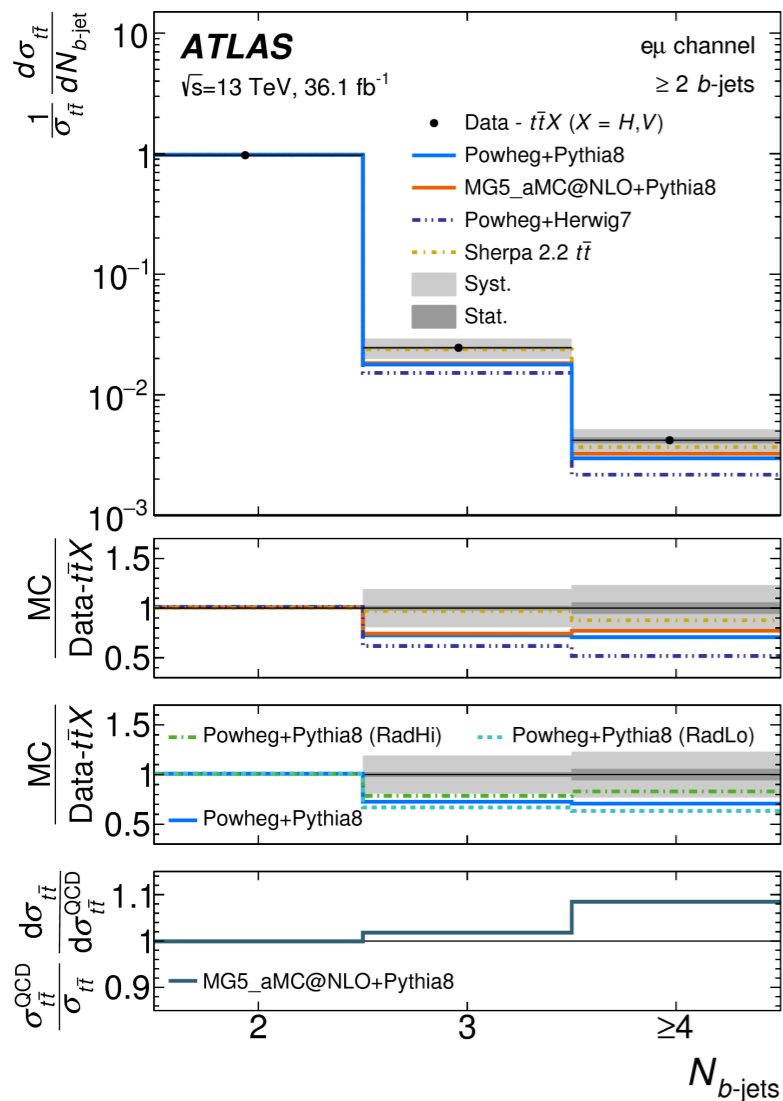 ATLAS
√s=13 TeV, 36.1 fb⁻¹
eμ channel
≥ 2 b-jets
1/σ_tt̄ dσ_tt̄/dN_b-jet
10
1
10⁻¹
10⁻²
10⁻³
Data - tt̄X (X = H,V)
Powheg+Pythia8
MG5_aMC@NLO+Pythia8
Powheg+Herwig7
Sherpa 2.2 tt̄
Syst.
Stat.
MC
Data-tt̄X
1.5
1
0.5
MC
Data-tt̄X
1.5
1
0.5
Powheg+Pythia8 (RadHi) Powheg+Pythia8 (RadLo)
Powheg+Pythia8
σ_tt̄^QCD/σ_tt̄ dσ_tt̄/dσ_tt̄^QCD
1.1
1
0.9
MG5_aMC@NLO+Pythia8
2 3 ≥4
N_b-jets